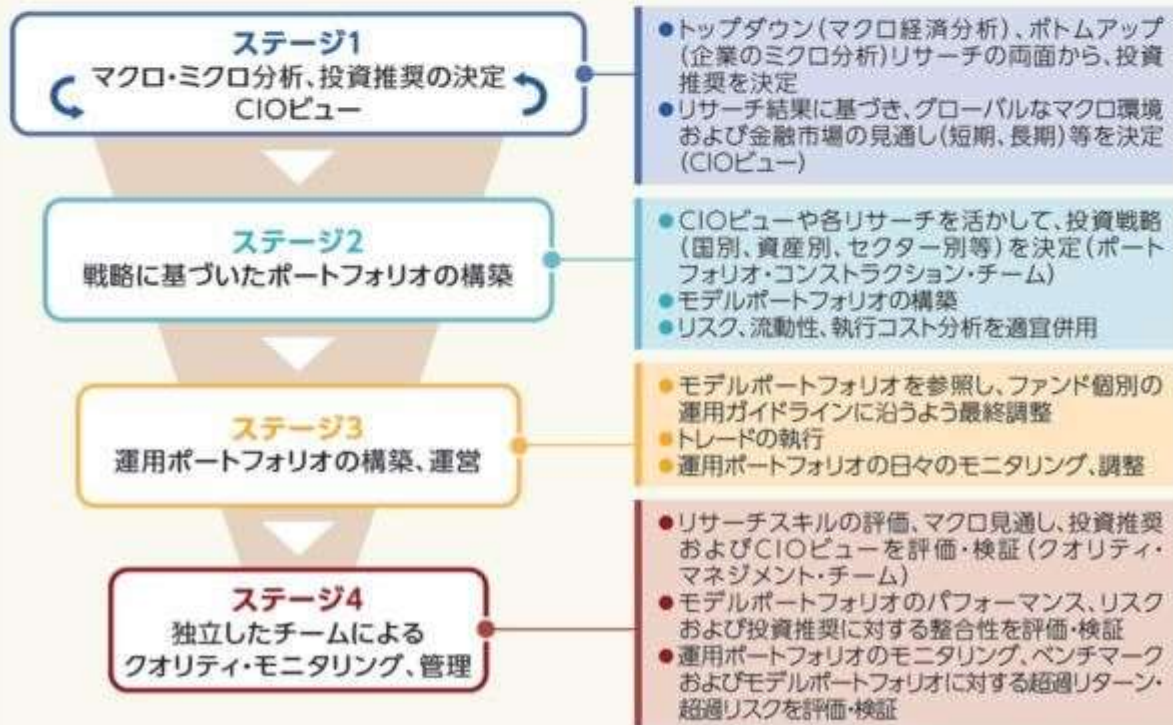 ステージ1
マクロ・ミクロ分析、投資推奨の決定
CIOビュー
●トップダウン(マクロ経済分析)、ボトムアップ
(企業のミクロ分析)リサーチの両面から、投資
推奨を決定
●リサーチ結果に基づき、グローバルなマクロ環境
および金融市場の見通し(短期、長期)等を決定
(CIOビュー)
ステージ2
戦略に基づいたポートフォリオの構築
●CIOビューや各リサーチを活かして、投資戦略
(国別、資産別、セクター別等)を決定(ポート
フォリオ・コンストラクション・チーム)
●モデルポートフォリオの構築
●リスク、流動性、執行コスト分析を適宜併用
ステージ3
運用ポートフォリオの構築、運営
●モデルポートフォリオを参照し、ファンド個別の
運用ガイドラインに沿うよう最終調整
●トレードの執行
●運用ポートフォリオの日々のモニタリング、調整
ステージ4
独立したチームによる
クオリティ・モニタリング、管理
●リサーチスキルの評価、マクロ見通し、投資推奨
およびCIOビューを評価・検証(クオリティ・
マネジメント・チーム)
●モデルポートフォリオのパフォーマンス、リスク
および投資推奨に対する整合性を評価・検証
●運用ポートフォリオのモニタリング、ベンチマーク
およびモデルポートフォリオに対する超過リターン・
超過リスクを評価・検証